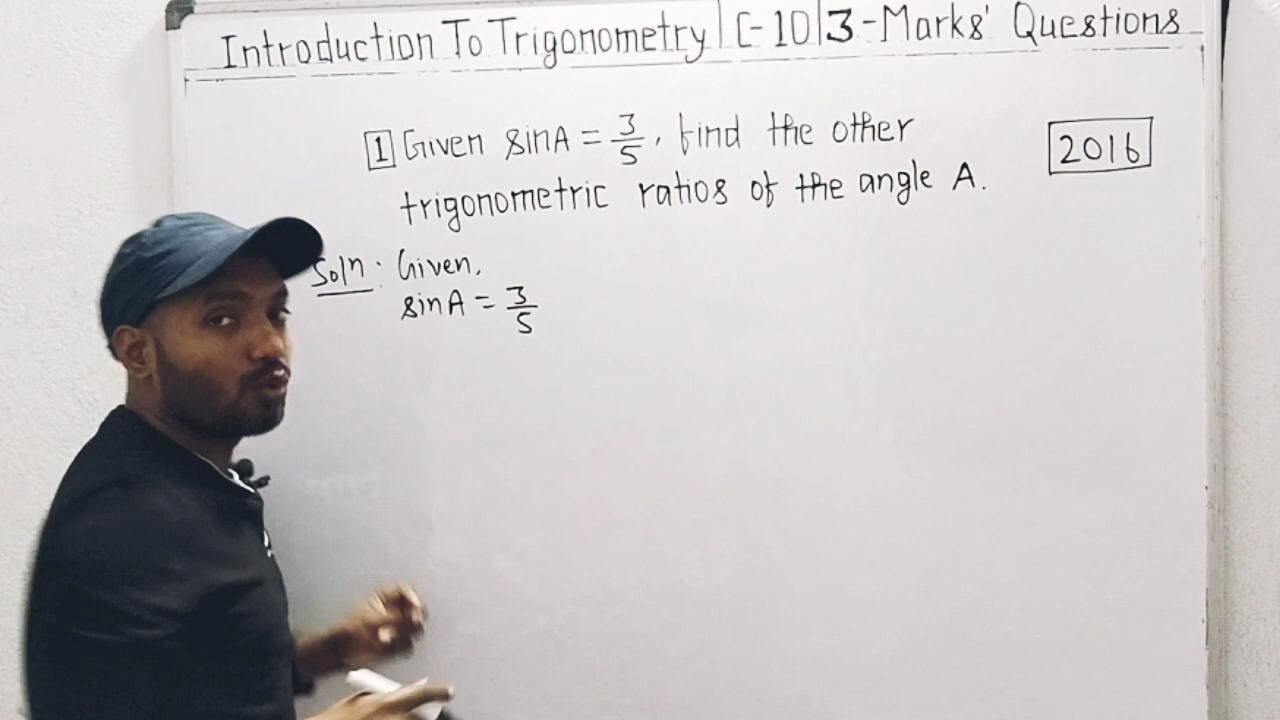 Introduction To Trigonometry | C-10 | 3-Marks' Questions
1 Given sinA = 3/5, find the other
trigonometric ratios of the angle A.
2016
Solⁿ: Given,
sinA = 3/5